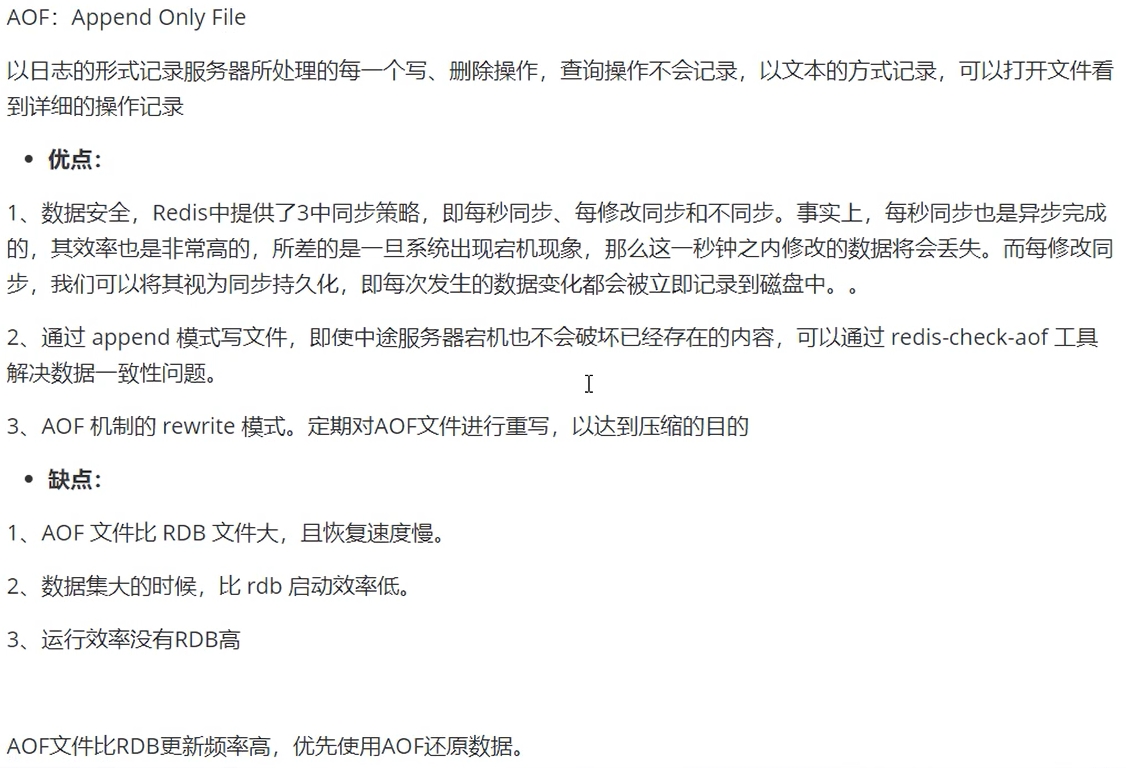 AOF：Append Only File
以日志的形式记录服务器所处理的每一个写、删除操作，查询操作不会记录，以文本的方式记录，可以打开文件看
到详细的操作记录
• 优点：
1、数据安全，Redis中提供了3中同步策略，即每秒同步、每修改同步和不同步。事实上，每秒同步也是异步完成
的，其效率也是非常高的，所差的是一旦系统出现宕机现象，那么这一秒钟之内修改的数据将会丢失。而每修改同
步，我们可以将其视为同步持久化，即每次发生的数据变化都会被立即记录到磁盘中。。
2、通过 append 模式写文件，即使中途服务器宕机也不会破坏已经存在的内容，可以通过 redis-check-aof 工具
解决数据一致性问题。
3、AOF 机制的 rewrite 模式。定期对AOF文件进行重写，以达到压缩的目的
• 缺点：
1、AOF 文件比 RDB 文件大，且恢复速度慢。
2、数据集大的时候，比 rdb 启动效率低。
3、运行效率没有RDB高
AOF文件比RDB更新频率高，优先使用AOF还原数据。